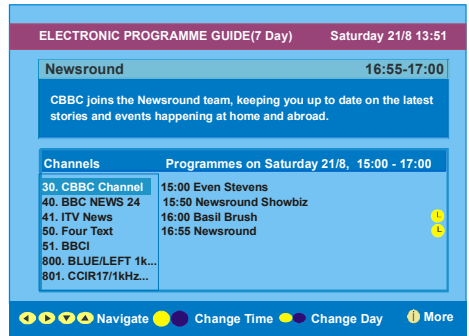 ELECTRONIC PROGRAMME GUIDE(7 Day) Saturday 21/8 13:51
Newsround 16:55-17:00
CBBC joins the Newsround team, keeping you up to date on the latest
stories and events happening at home and abroad.
Channels Programmes on Saturday 21/8, 15:00 - 17:00
30. CBBC Channel 15:00 Even Stevens
40. BBC NEWS 24 15:50 Newsround Showbiz
41. ITV News 16:00 Basil Brush
50. Four Text 16:55 Newsround
51. BBCI
800. BLUE/LEFT 1k...
801. CCIR17/1kHz...
Navigate Change Time Change Day i More